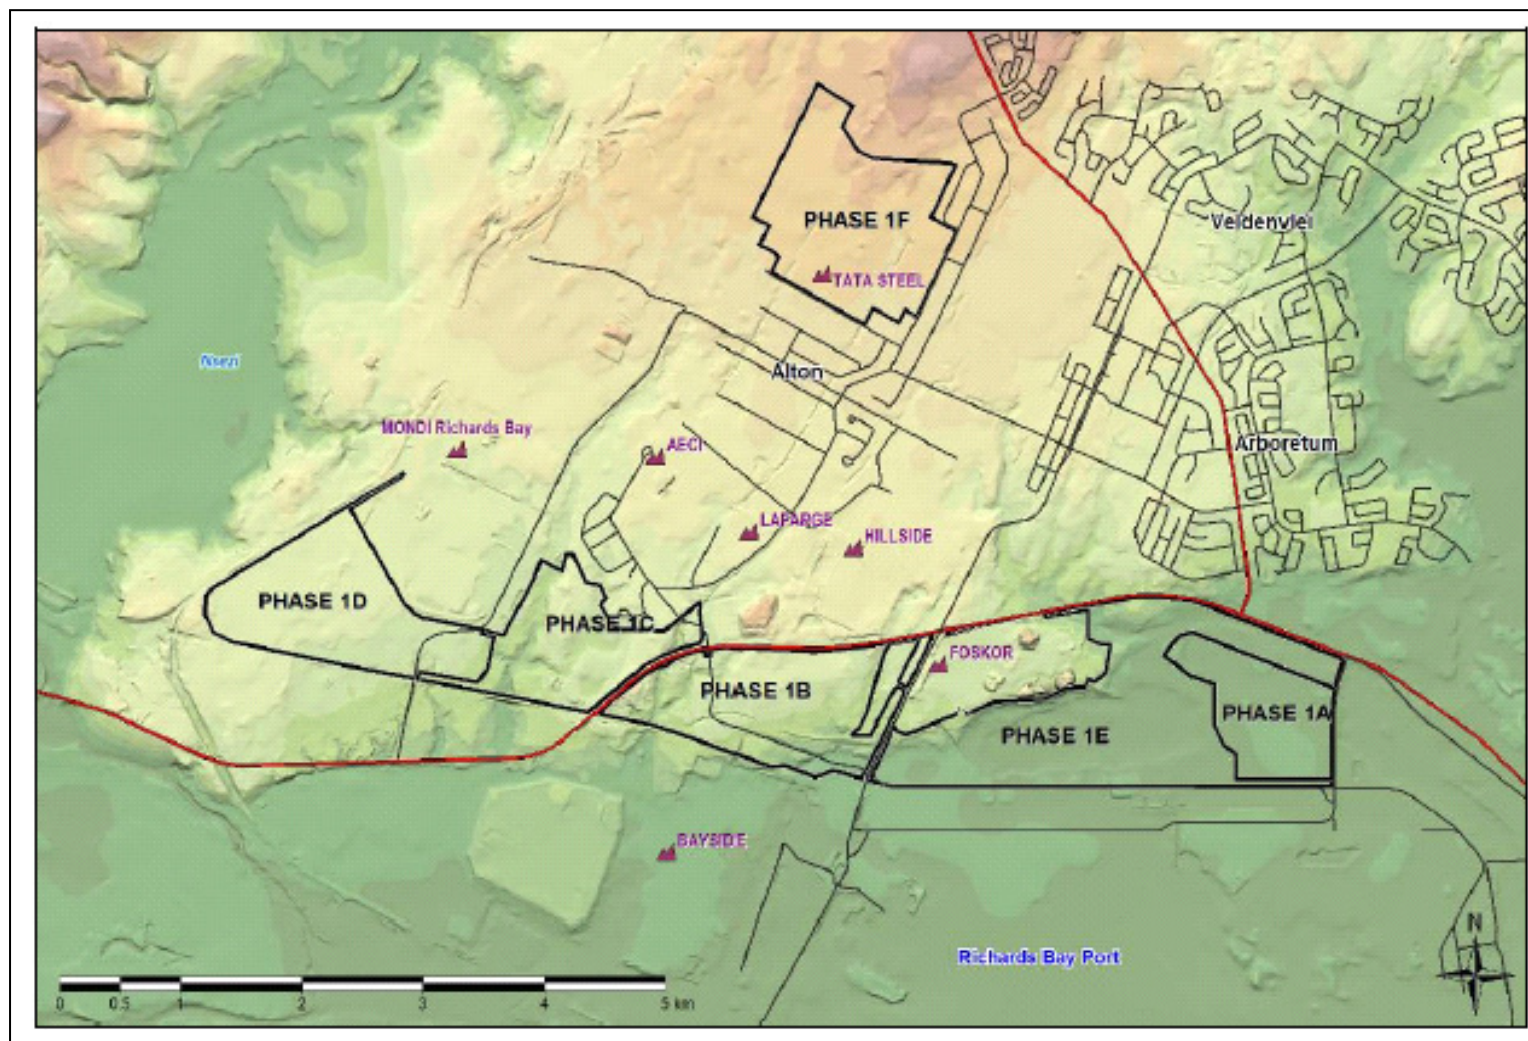 PHASE 1F
Veldenvlei
TATA STEEL
Nsezi
Alton
MONDI Richards Bay
AECI
Arboretum
LAFARGE
HILLSIDE
PHASE 1D
PHASE 1C
FOSKOR
PHASE 1B
PHASE 1A
PHASE 1E
BAYSIDE
N
Richards Bay Port
0 0.5 1 2 3 4 5 km